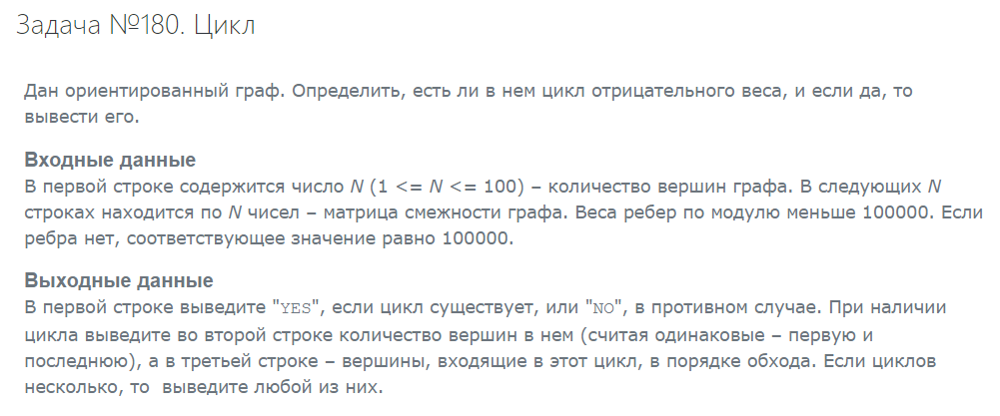 Задача №180. Цикл
Дан ориентированный граф. Определить, есть ли в нем цикл отрицательного веса, и если да, то
вывести его.
Входные данные
В первой строке содержится число N (1 <= N <= 100) – количество вершин графа. В следующих N
строках находится по N чисел – матрица смежности графа. Веса ребер по модулю меньше 100000. Если
ребра нет, соответствующее значение равно 100000.
Выходные данные
В первой строке выведите "YES", если цикл существует, или "NO", в противном случае. При наличии
цикла выведите во второй строке количество вершин в нем (считая одинаковые – первую и
последнюю), а в третьей строке – вершины, входящие в этот цикл, в порядке обхода. Если циклов
несколько, то выведите любой из них.